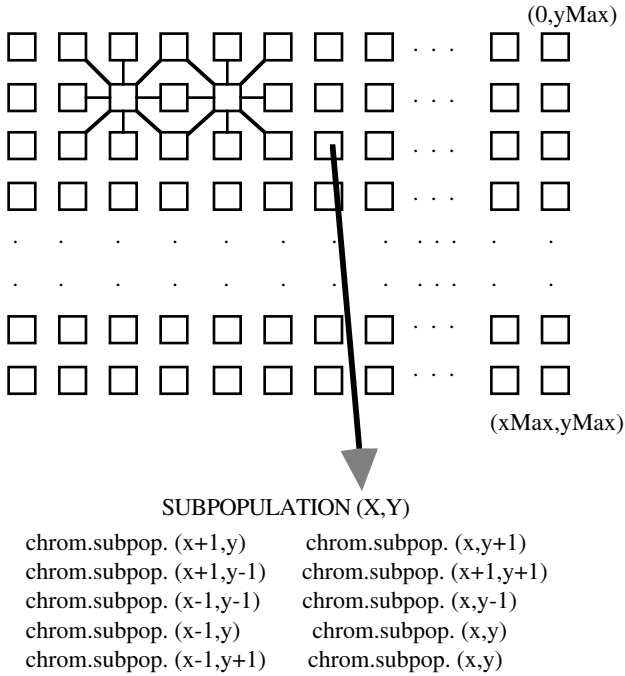 (0,yMax)
(xMax,yMax)
SUBPOPULATION (X,Y)
chrom.subpop. (x+1,y) chrom.subpop. (x,y+1)
chrom.subpop. (x+1,y-1) chrom.subpop. (x+1,y+1)
chrom.subpop. (x-1,y-1) chrom.subpop. (x,y-1)
chrom.subpop. (x-1,y) chrom.subpop. (x,y)
chrom.subpop. (x-1,y+1) chrom.subpop. (x,y)